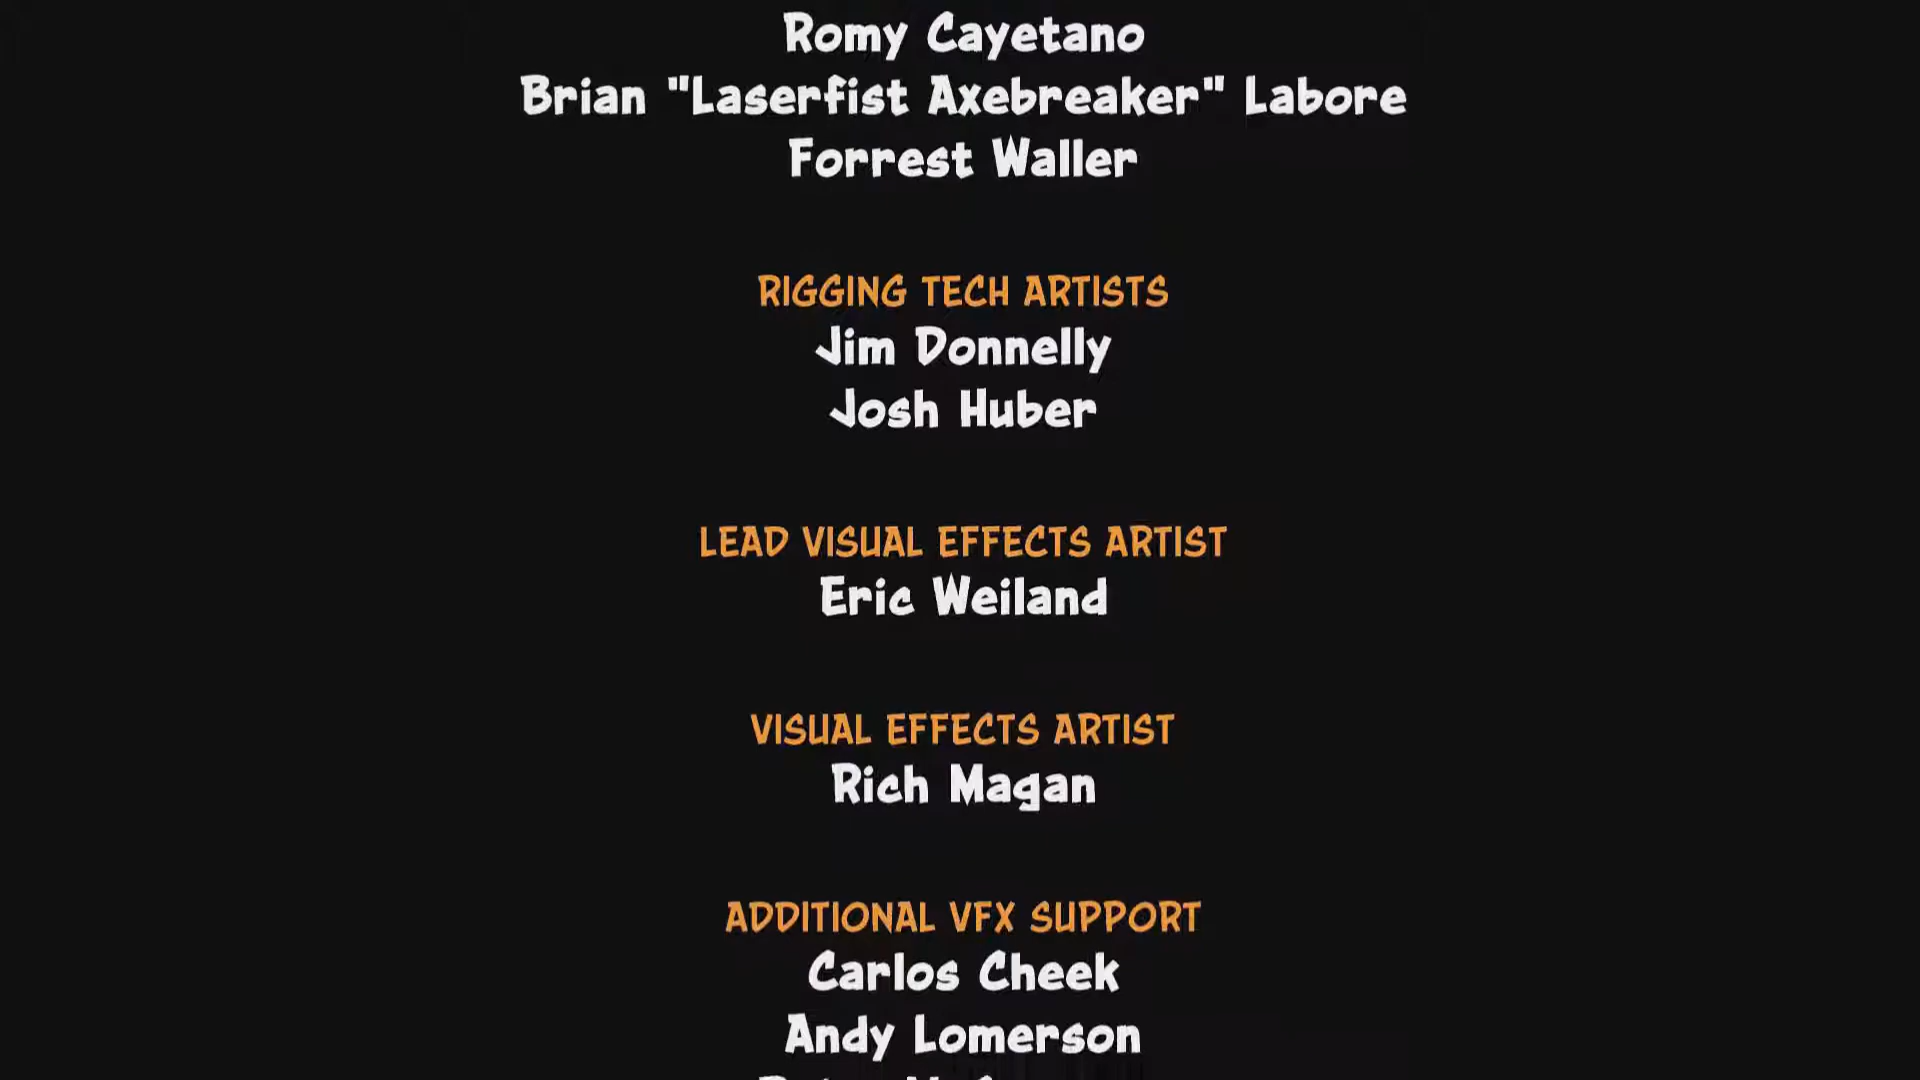 Romy Cayetano
Brian "Laserfist Axebreaker" Labore
Forrest Waller
RIGGING TECH ARTISTS
Jim Donnelly
Josh Huber
LEAD VISUAL EFFECTS ARTIST
Eric Weiland
VISUAL EFFECTS ARTIST
Rich Magan
ADDITIONAL VFX SUPPORT
Carlos Cheek
Andy Lomerson